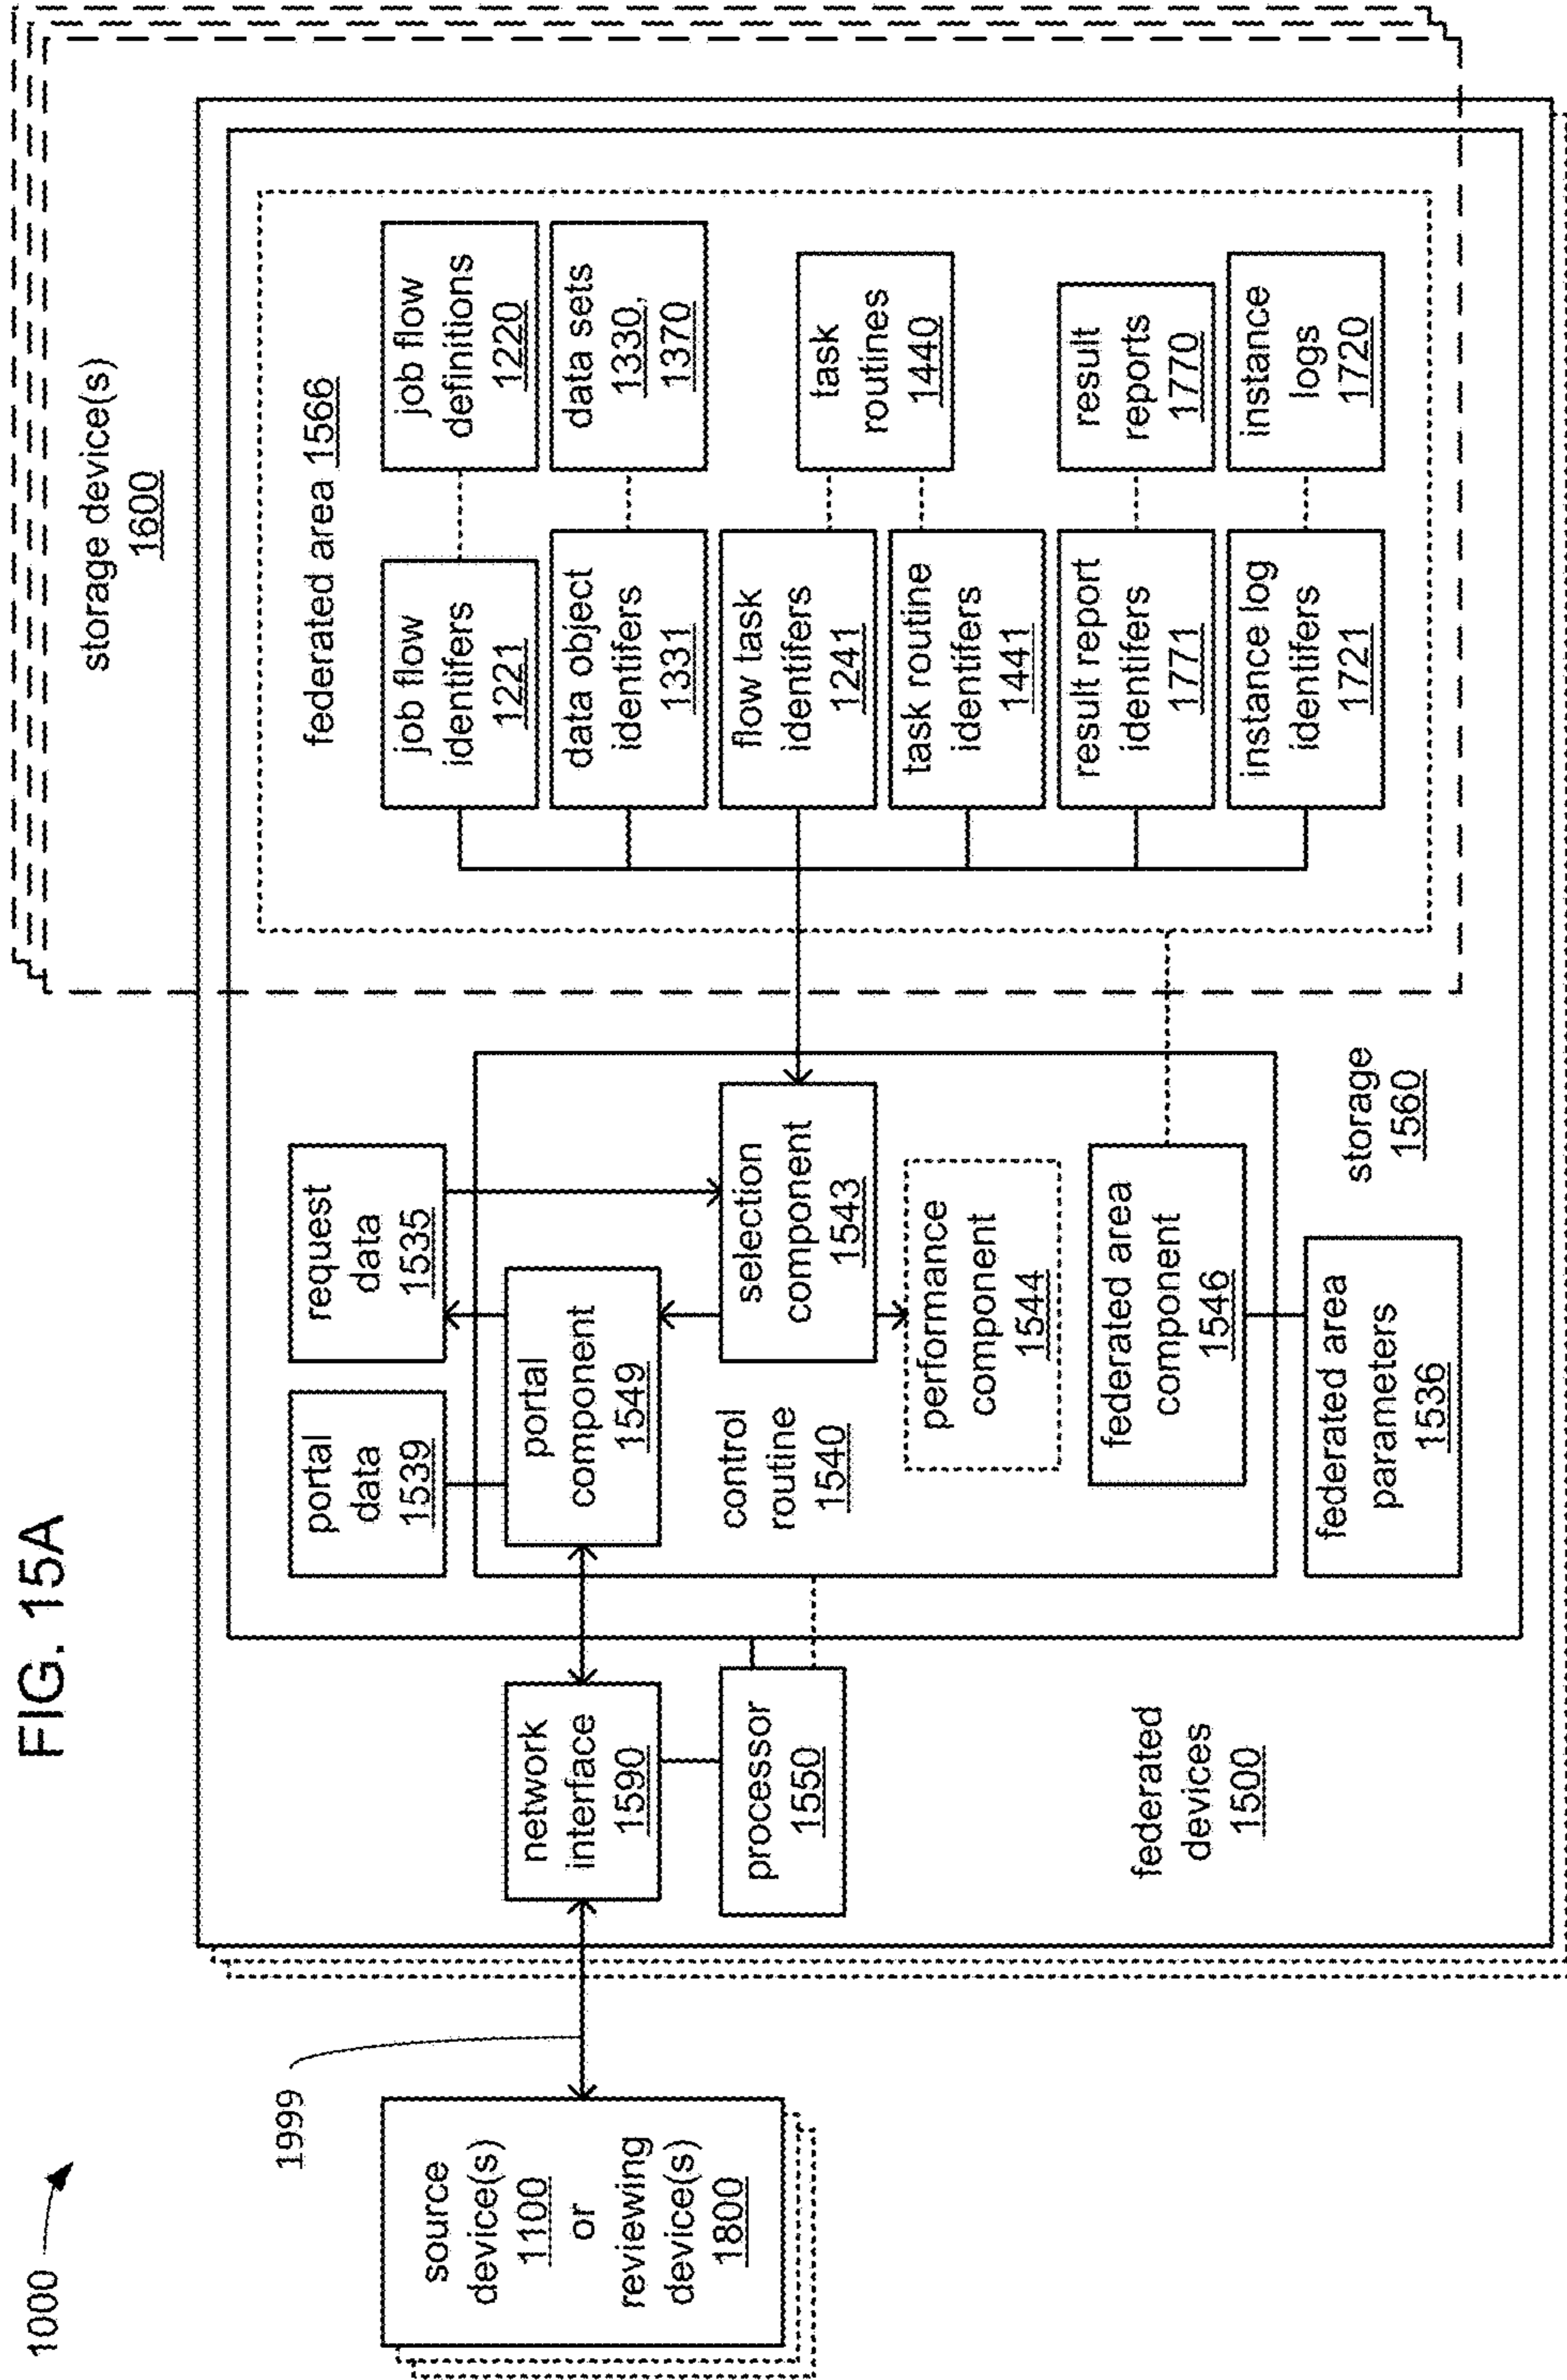 FIG. 15A
1000
1999
source
device(s)
1100
or
reviewing
device(s)
1800
network
interface
1590
processor
1550
federated
devices
1500
portal
data
1539
request
data
1535
portal
component
1549
control
routine
1540
selection
component
1543
performance
component
1544
federated area
component
1546
federated area
parameters
1536
storage
1560
storage device(s)
1600
federated area 1566
job flow
identifers
1221
job flow
definitions
1220
data object
identifers
1331
data sets
1330,
1370
flow task
identifers
1241
task routine
identifers
1441
task
routines
1440
result report
identifers
1771
result
reports
1770
instance log
identifers
1721
instance
logs
1720